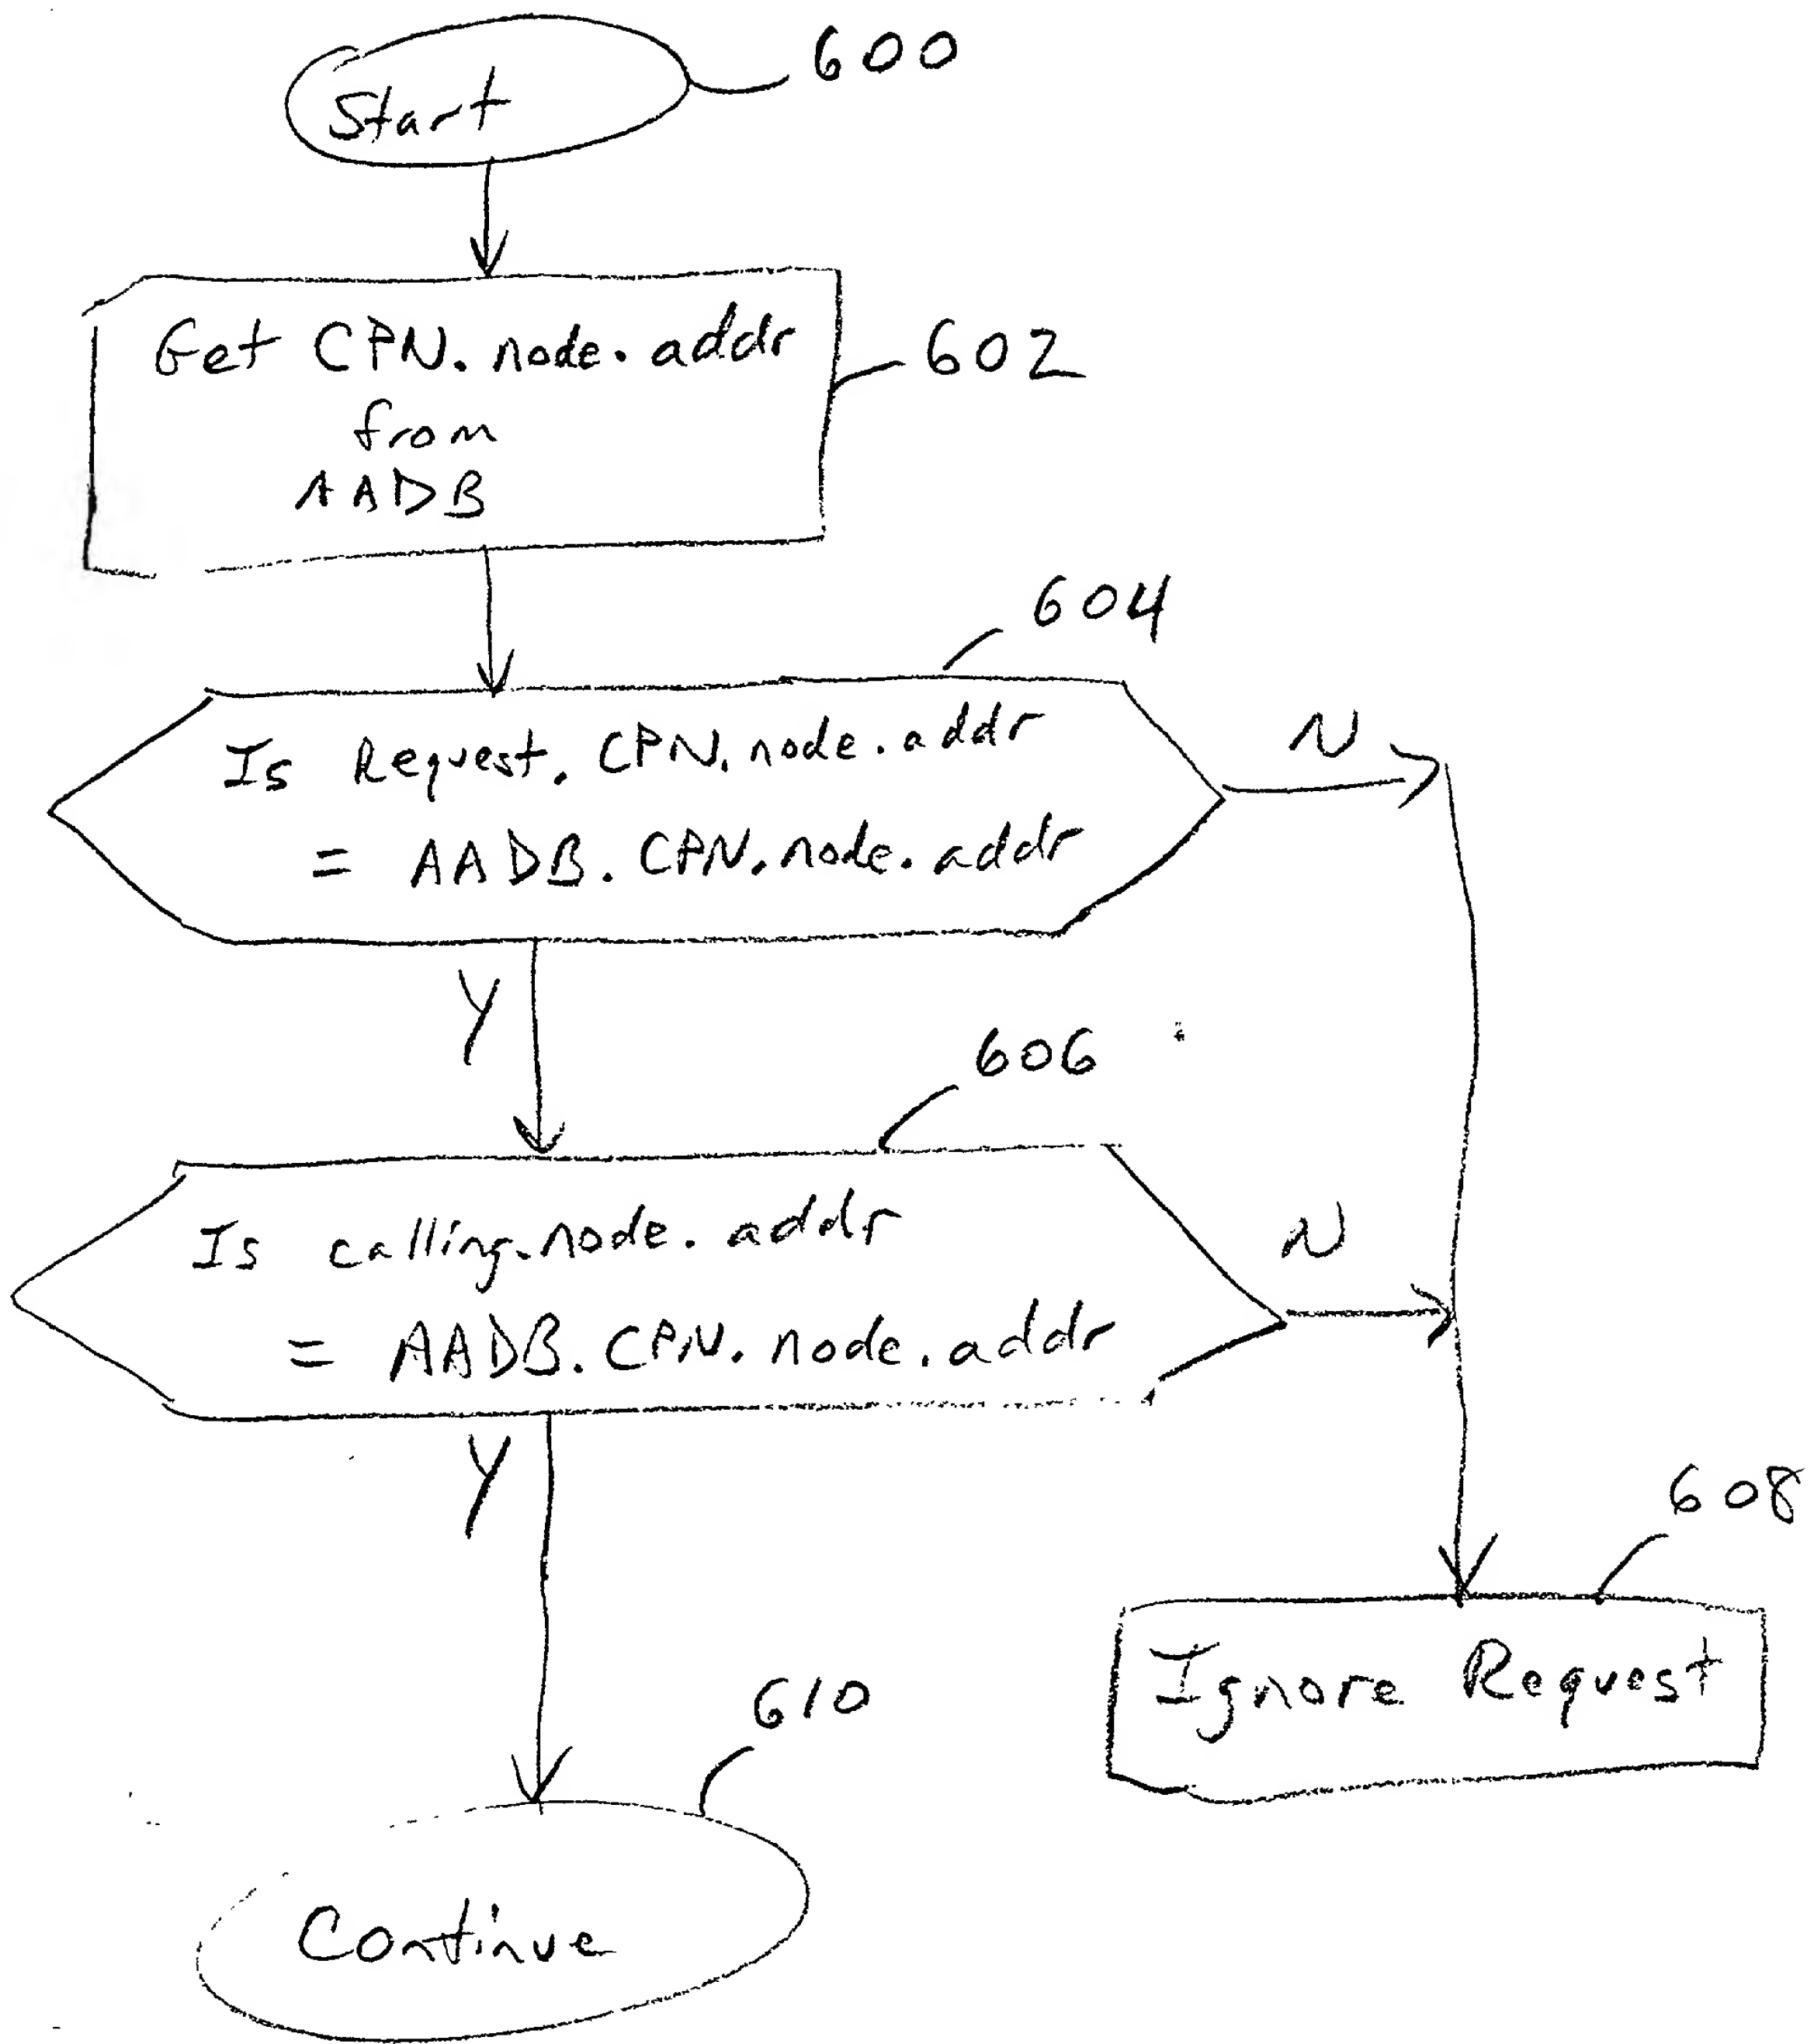 Start
600
Get CPN.node.addr
from
AADB
602
604
Is Request.CPN.node.addr
= AADB.CPN.node.addr
N
Y
606
Is calling.node.addr
= AADB.CPN.node.addr
N
Y
608
Ignore Request
610
Continue